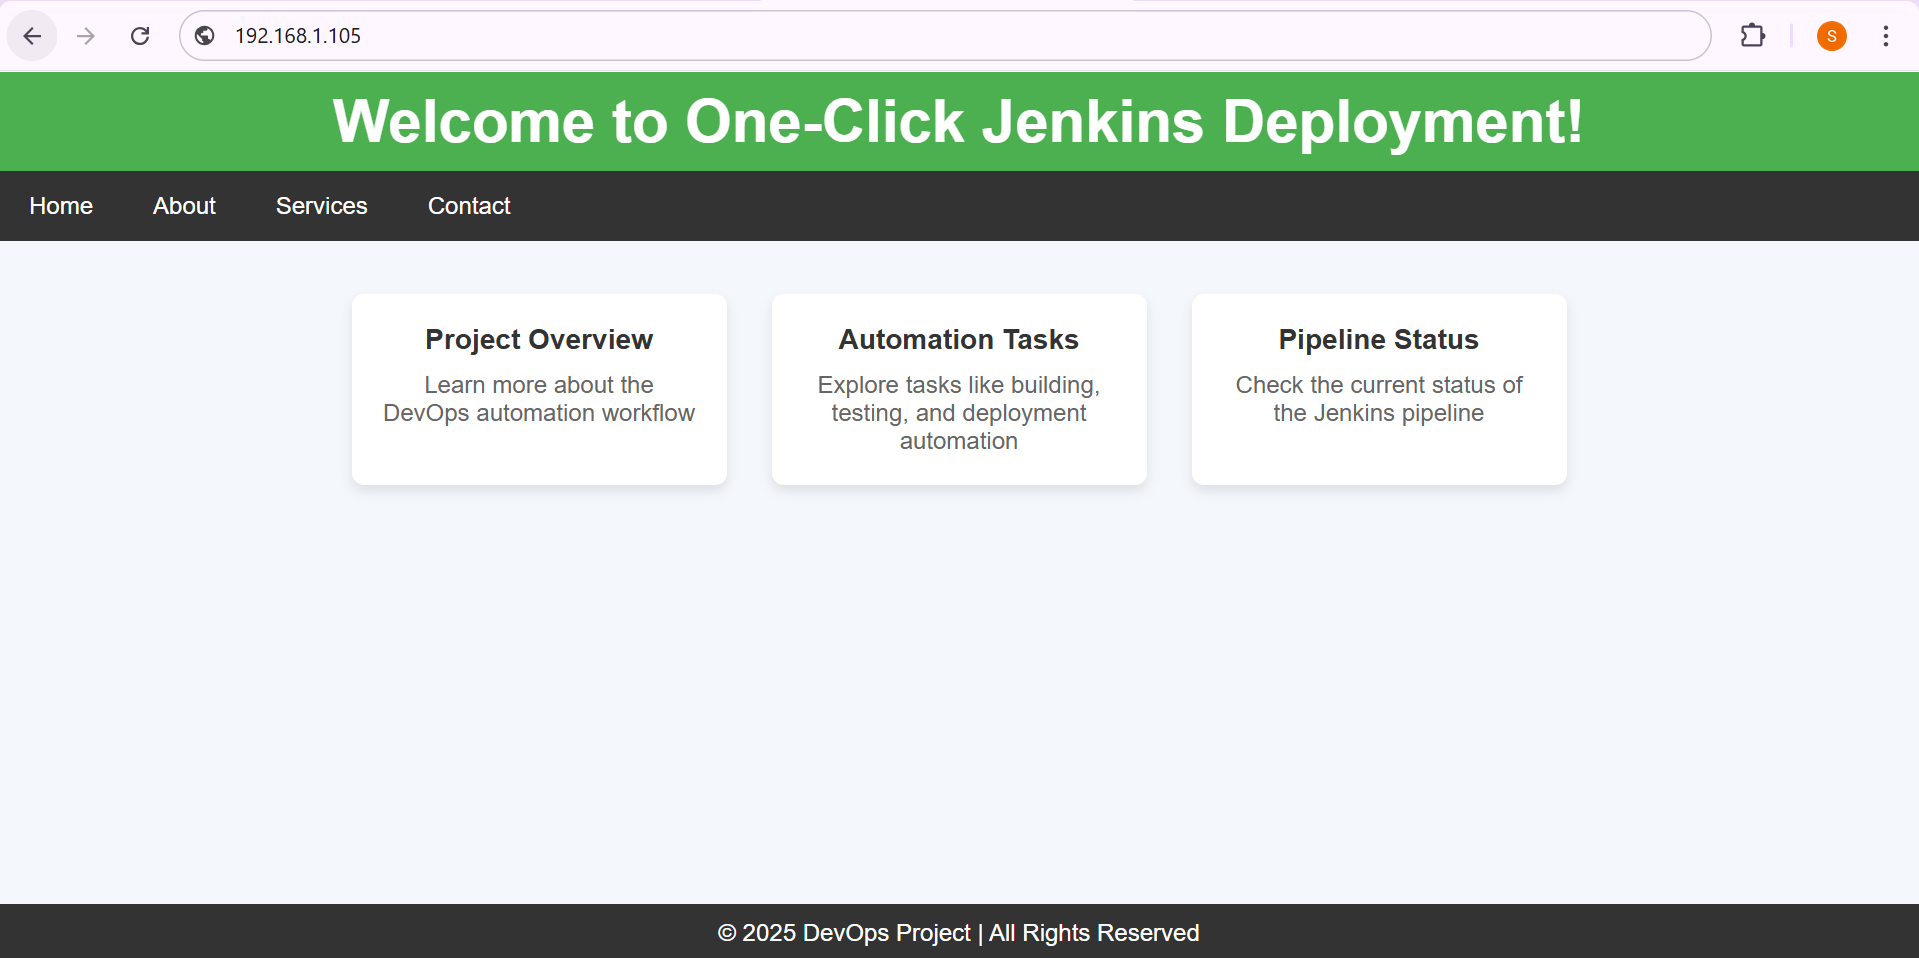 192.168.1.105
S
Welcome to One-Click Jenkins Deployment!
Home About Services Contact
Project Overview
Learn more about the
DevOps automation workflow
Automation Tasks
Explore tasks like building,
testing, and deployment
automation
Pipeline Status
Check the current status of
the Jenkins pipeline
© 2025 DevOps Project | All Rights Reserved